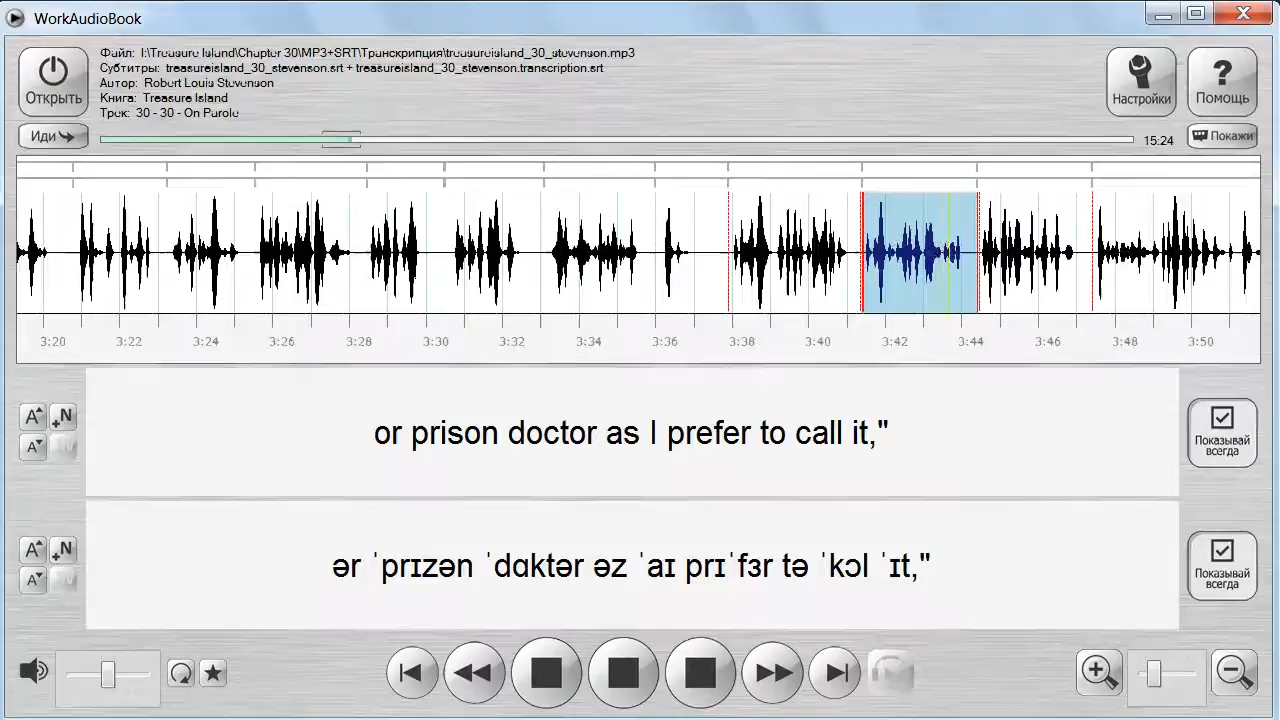 WorkAudioBook
Файл: I:\Treasure Island\Chapter 30\MP3+SRT\Транскрипция\treasureisland_30_stevenson.mp3
Субтитры: treasureisland_30_stevenson.srt + treasureisland_30_stevenson.transcription.srt
Автор: Robert Louis Stevenson
Книга: Treasure Island
Трек: 30 - 30 - On Parole
Открыть
Настройки
Помощь
Иди
15:24
Покажи
3:20 3:22 3:24 3:26 3:28 3:30 3:32 3:34 3:36 3:38 3:40 3:42 3:44 3:46 3:48 3:50
A N
or prison doctor as I prefer to call it,"
Показывай
всегда
A
A N
ər ˈprɪzən ˈdɑktər əz ˈaɪ prɪˈfɜr tə ˈkɔl ˈɪt,"
Показывай
всегда
A